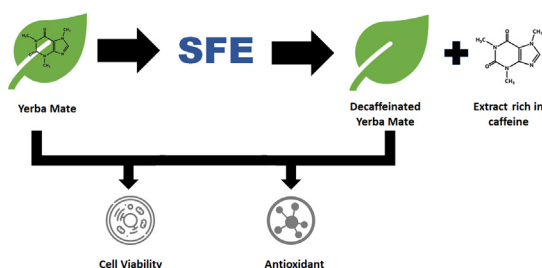 SFE
Yerba Mate
Decaffeinated
Yerba Mate
Extract rich in
caffeine
Cell Viability
Antioxidant